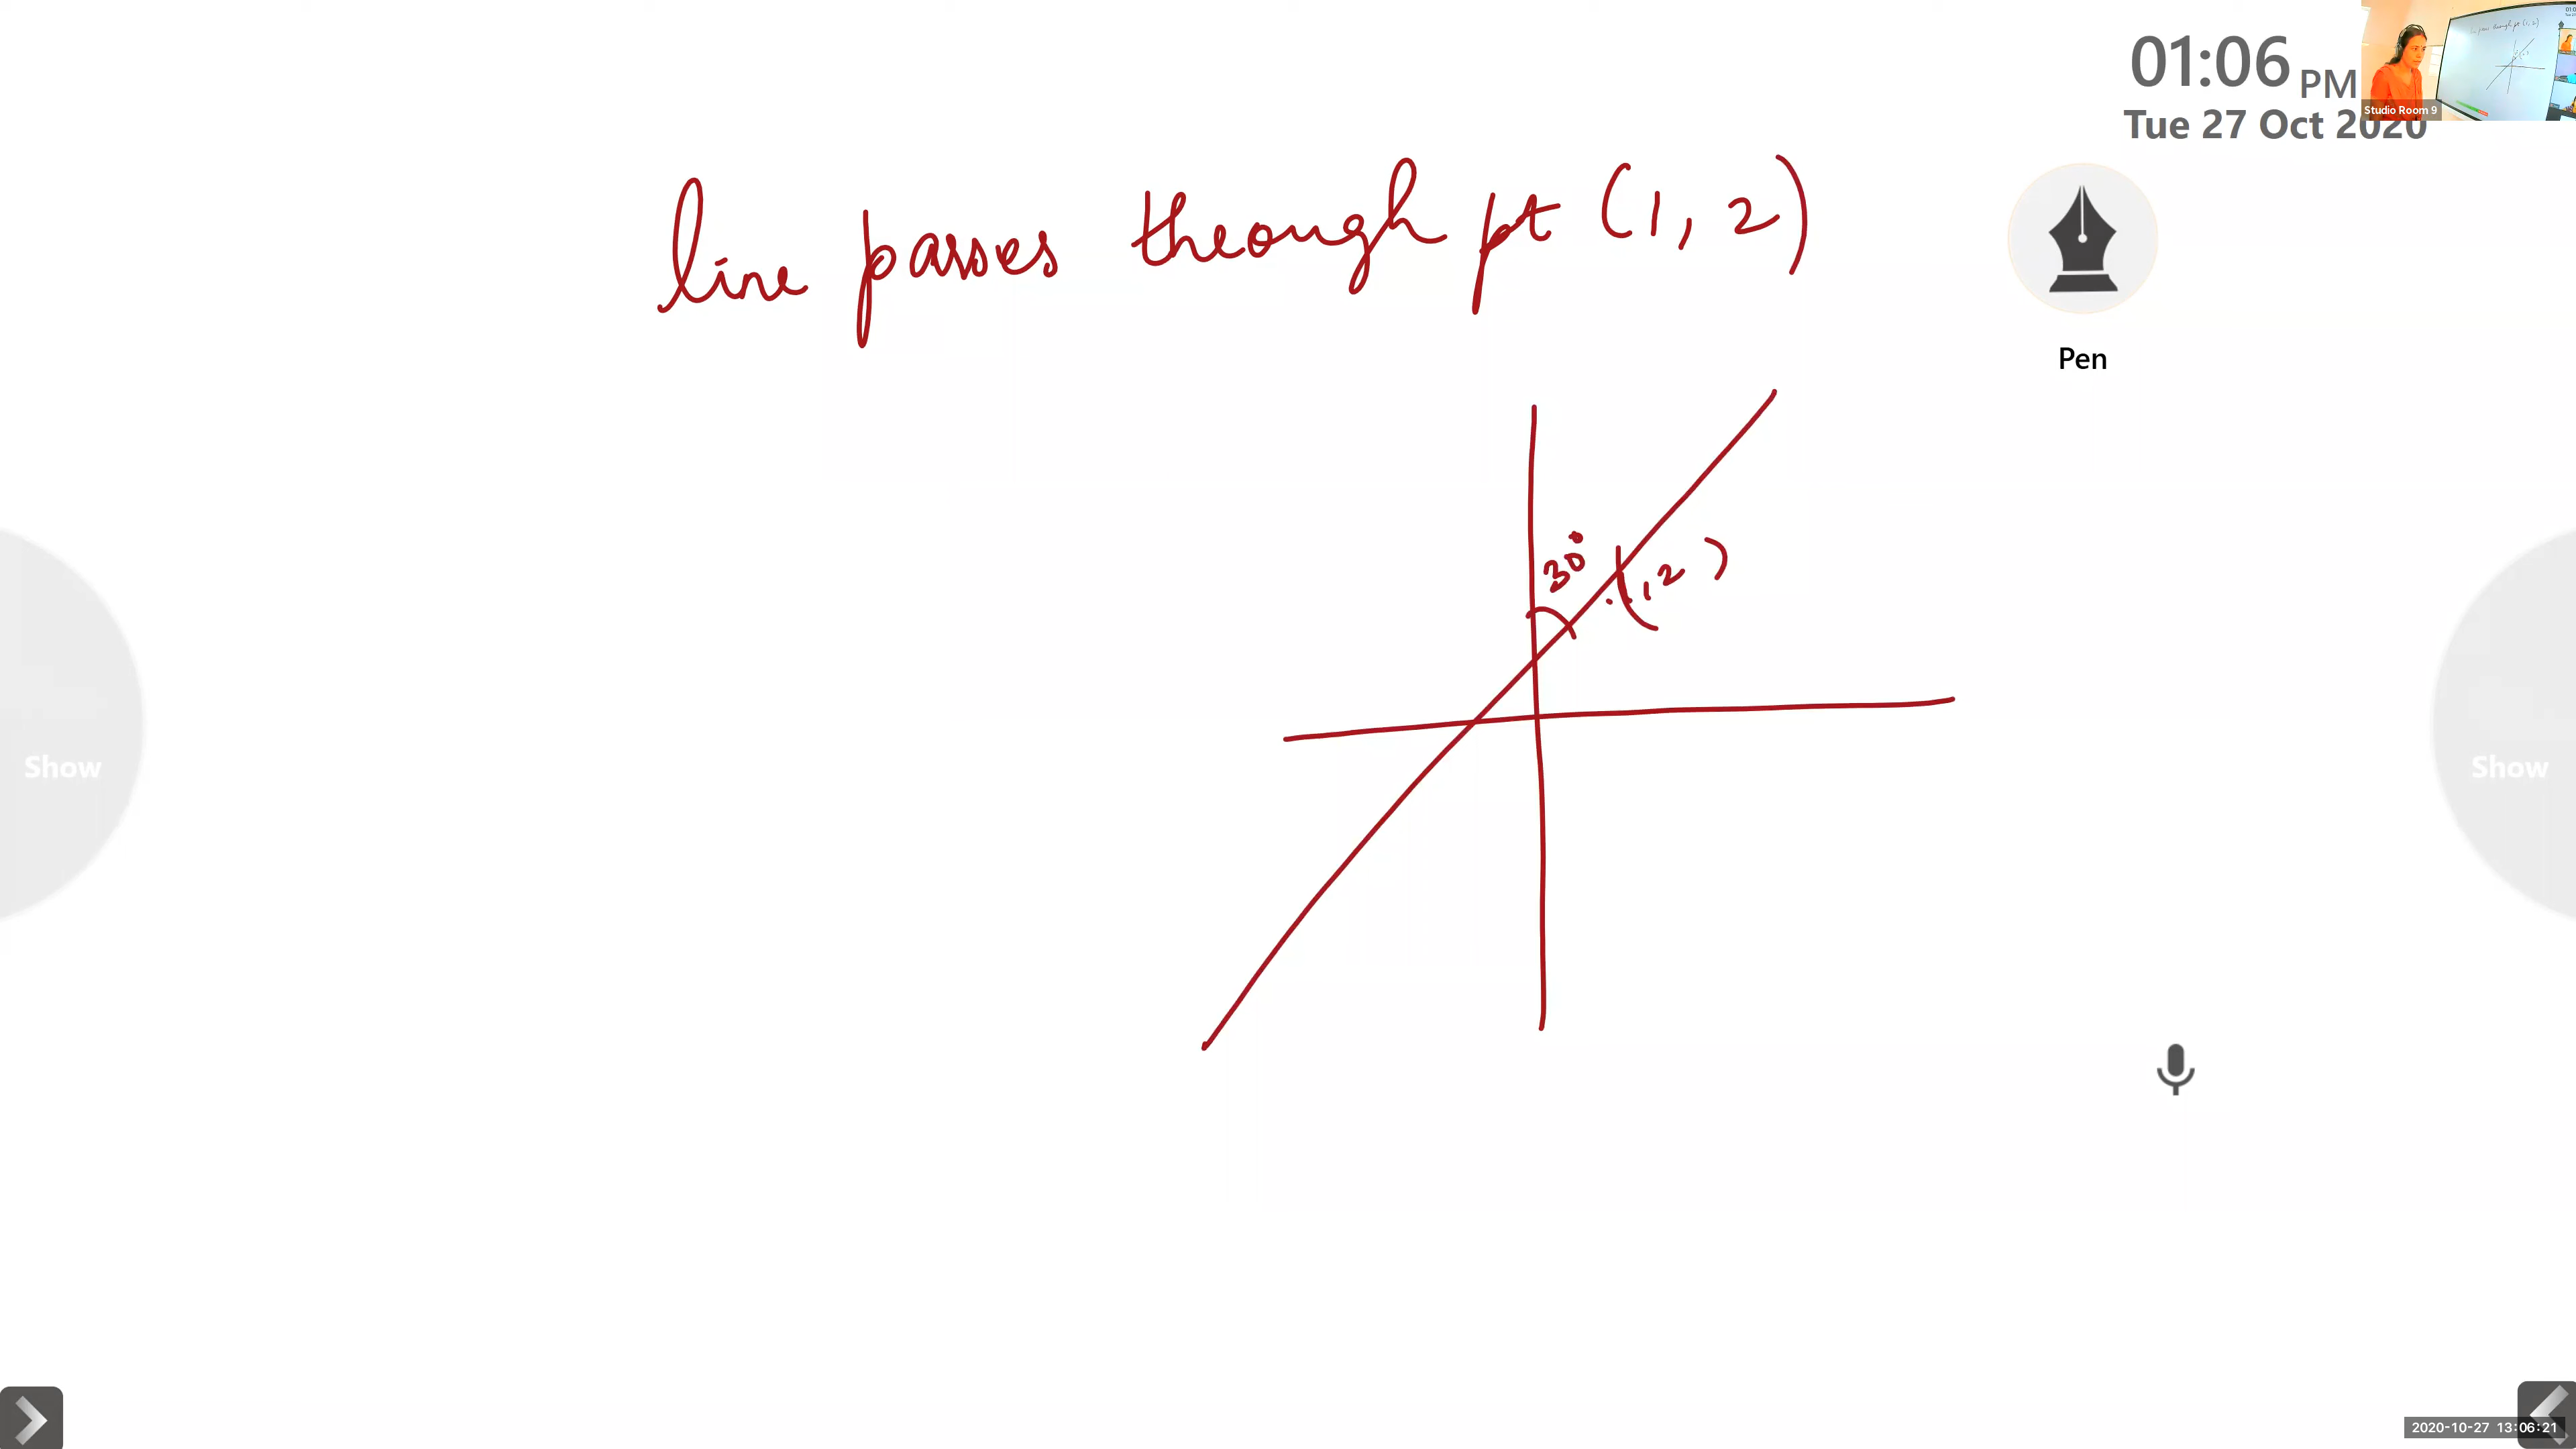 01:06 PM
Tue 27 Oct 2020
Studio Room 9
line passes through pt (1, 2)
Pen
30°
(1,2)
Show
Show
2020-10-27 13:06:21